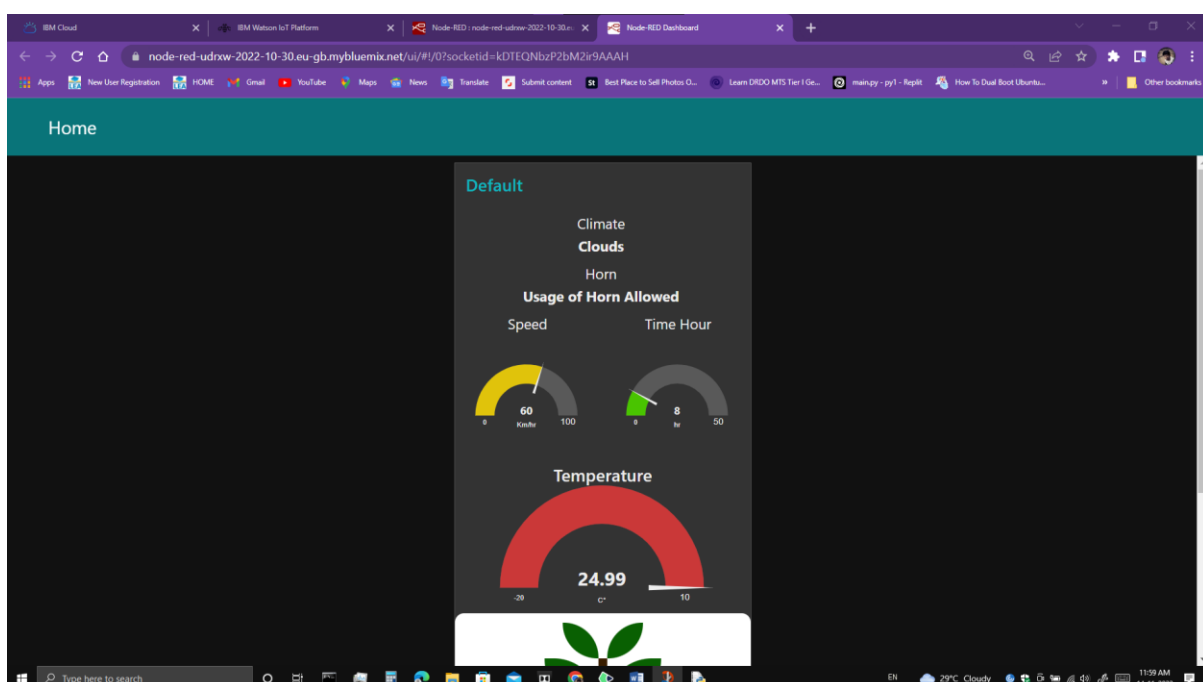 IBM Cloud
IBM Watson IoT Platform
Node-RED : node-red-udrxw-2022-10-30.eu-
Node-RED Dashboard
node-red-udrxw-2022-10-30.eu-gb.mybluemix.net/ui/#!/0?socketid=kDTEQNbzP2bM2ir9AAAH
Apps New User Registration HOME Gmail YouTube Maps News Translate Submit content St Best Place to Sell Photos O... Learn DRDO MTS Tier I Ge... main.py - py1 - Replit How To Dual Boot Ubuntu... » Other bookmarks
Home
Default
Climate
Clouds
Horn
Usage of Horn Allowed
Speed Time Hour
60 8
0 Km/hr 100 0 hr 50
Temperature
24.99
-20 C° 10
Type here to search
EN 29°C Cloudy 11:59 AM